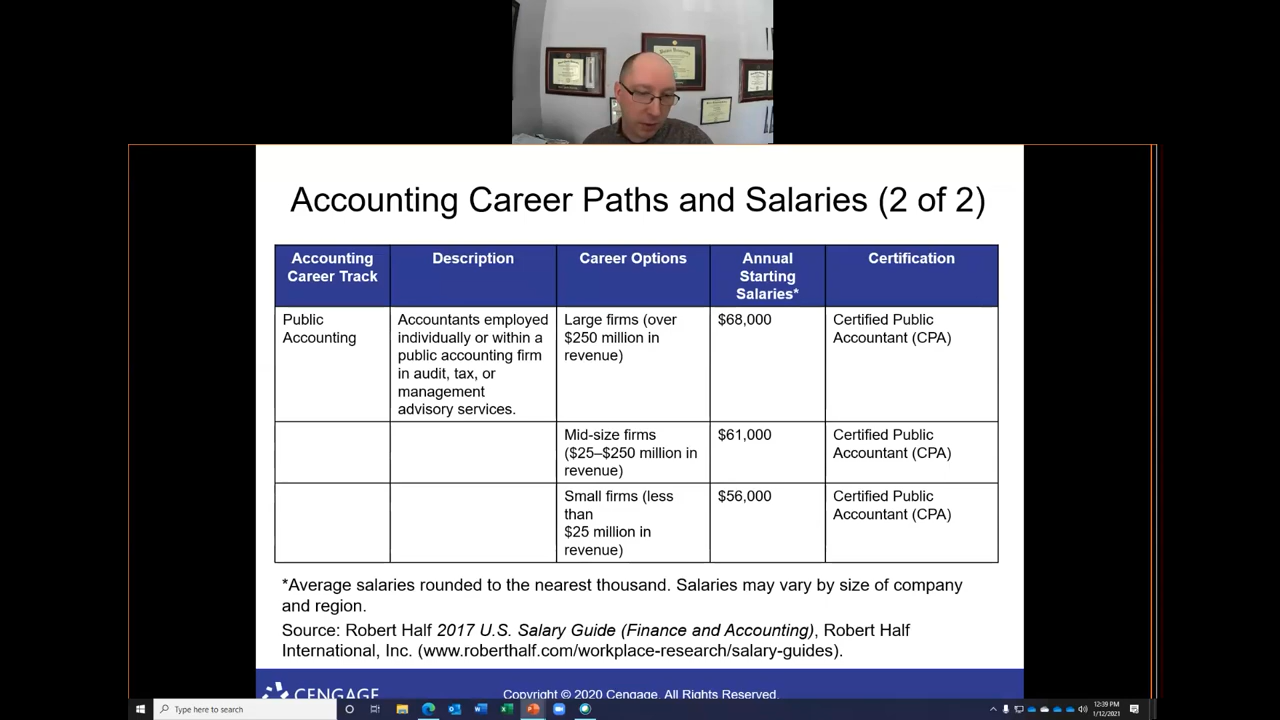 Accounting Career Paths and Salaries (2 of 2)
Accounting
Career Track
Description
Career Options
Annual
Starting
Salaries*
Certification
Public
Accounting
Accountants employed
individually or within a
public accounting firm
in audit, tax, or
management
advisory services.
Large firms (over
$250 million in
revenue)
$68,000
Certified Public
Accountant (CPA)
Mid-size firms
($25–$250 million in
revenue)
$61,000
Certified Public
Accountant (CPA)
Small firms (less
than
$25 million in
revenue)
$56,000
Certified Public
Accountant (CPA)
*Average salaries rounded to the nearest thousand. Salaries may vary by size of company
and region.
Source: Robert Half 2017 U.S. Salary Guide (Finance and Accounting), Robert Half
International, Inc. (www.roberthalf.com/workplace-research/salary-guides).
CENGAGE
Copyright © 2020 Cengage. All Rights Reserved.
Type here to search
12:39 PM
1/12/2021